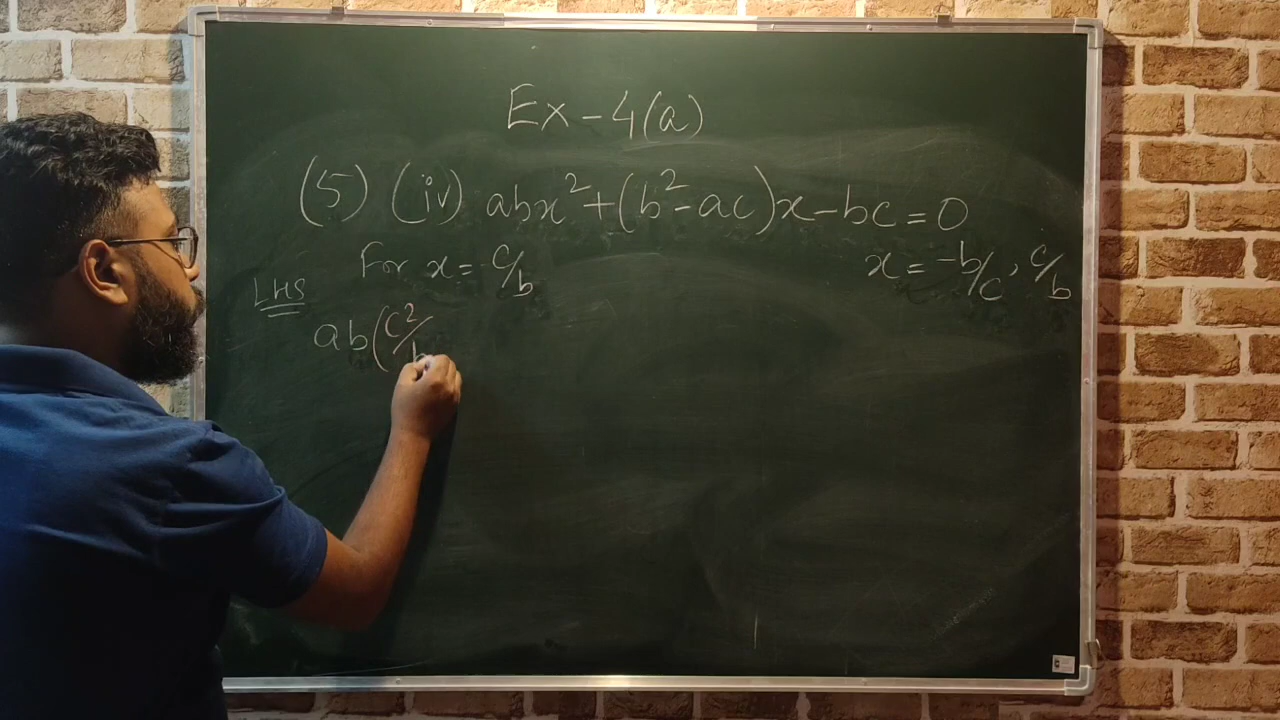 Ex-4(a)
(5) (iv) abx²+(b²-ac)x-bc=0
For x = c/b
x = -b/c, c/b
LHS
ab(c²/b